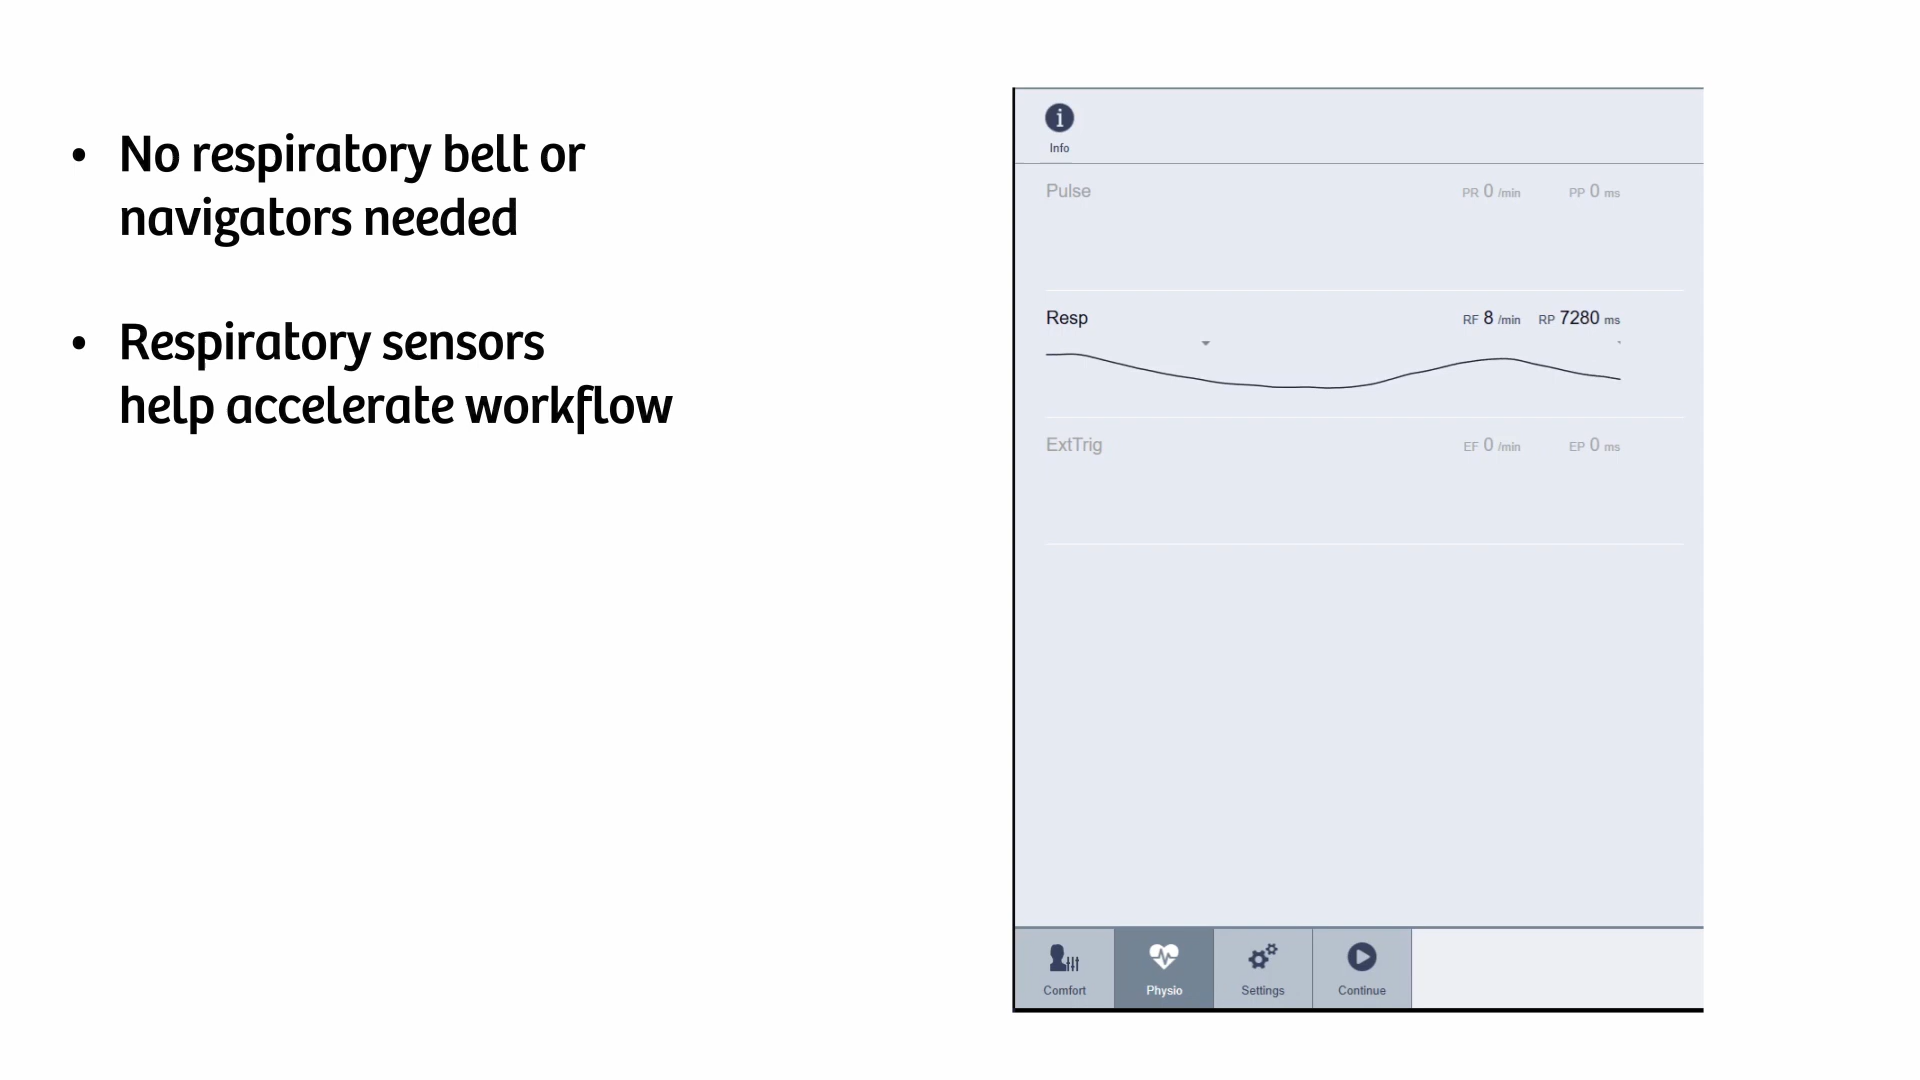 • No respiratory belt or
navigators needed
• Respiratory sensors
help accelerate workflow
i
Info
Pulse PR 0 /min PP 0 ms
Resp RF 8 /min RP 7280 ms
ExtTrig EF 0 /min EP 0 ms
Comfort Physio Settings Continue